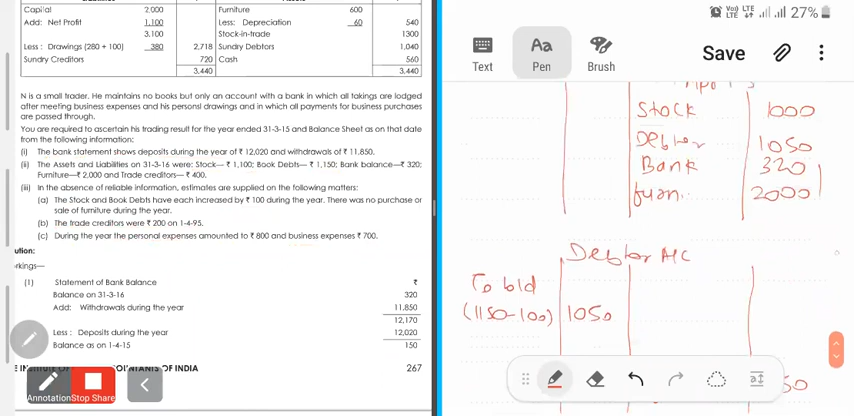 Capital 2,000 Furniture 600
Add: Net Profit 1,100 Less: Depreciation 60 540
3,100 Stock-in-trade 1300
Less : Drawings (280 + 100) 380 2,718 Sundry Debtors 1,040
Sundry Creditors 720 Cash 560
3,440 3,440
N is a small trader. He maintains no books but only an account with a bank in which all takings are lodged
after meeting business expenses and his personal drawings and in which all payments for business purchases
are passed through.
You are required to ascertain his trading result for the year ended 31-3-15 and Balance Sheet as on that date
from the following information:
(i) The bank statement shows deposits during the year of ₹ 12,020 and withdrawals of ₹ 11,850.
(ii) The Assets and Liabilities on 31-3-16 were: Stock—₹ 1,100; Book Debts—₹ 1,150; Bank balance—₹ 320;
Furniture—₹ 2,000 and Trade creditors—₹ 400.
(iii) In the absence of reliable information, estimates are supplied on the following matters:
(a) The Stock and Book Debts have each increased by ₹ 100 during the year. There was no purchase or
sale of furniture during the year.
(b) The trade creditors were ₹ 200 on 1-4-95.
(c) During the year the personal expenses amounted to ₹ 800 and business expenses ₹ 700.
ution:
rkings—
(1) Statement of Bank Balance ₹
Balance on 31-3-16 320
Add: Withdrawals during the year 11,850
12,170
Less : Deposits during the year 12,020
Balance as on 1-4-15 150
E INSTITUTE OF COUNTANTS OF INDIA 267
Annotation Stop Share
VoD LTE 27%
LTE
Text Pen Brush Save
Stock 1000
Debtor 1050
Bank 320
furn. 2000
Debtor A/C
To bld
(1150-100) 1050
50